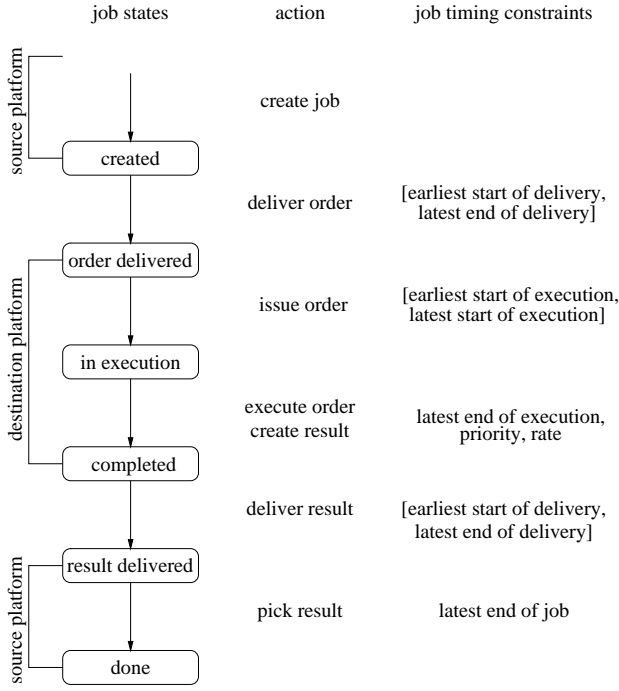 job states
action
job timing constraints
source platform
create job
created
deliver order
[earliest start of delivery,
latest end of delivery]
order delivered
destination platform
issue order
[earliest start of execution,
latest start of execution]
in execution
execute order
create result
latest end of execution,
priority, rate
completed
deliver result
[earliest start of delivery,
latest end of delivery]
result delivered
source platform
pick result
latest end of job
done